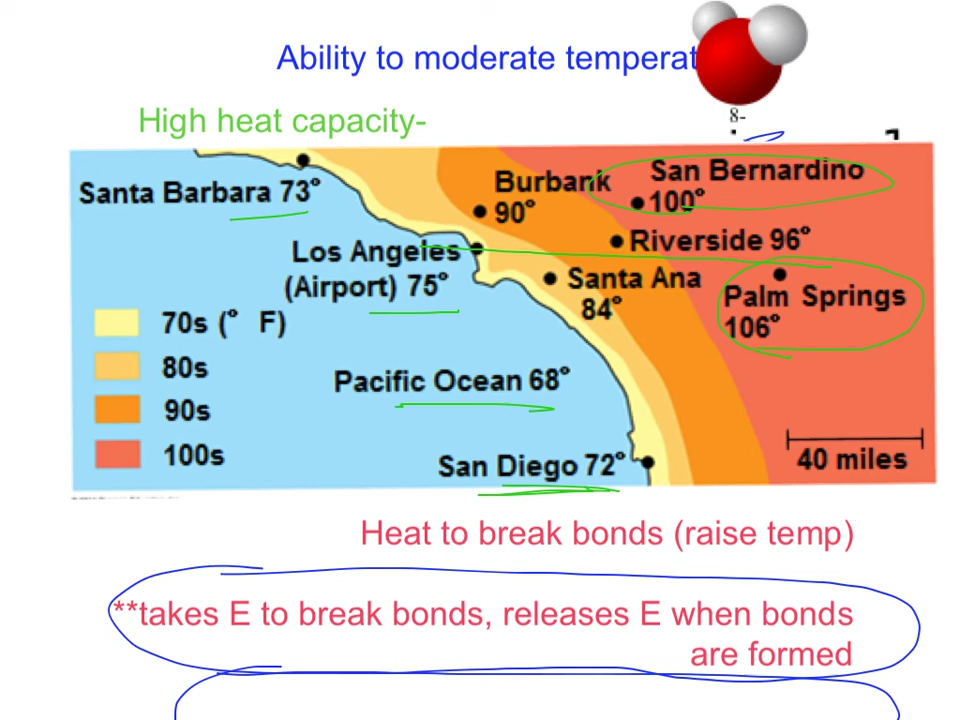 Ability to moderate temperat
High heat capacity-
8-
Santa Barbara 73°
Burbank
90°
San Bernardino
100°
Los Angeles
(Airport) 75°
Riverside 96°
Santa Ana
84°
Palm Springs
106°
70s (° F)
80s
90s
100s
Pacific Ocean 68°
San Diego 72°
40 miles
Heat to break bonds (raise temp)
**takes E to break bonds, releases E when bonds
are formed